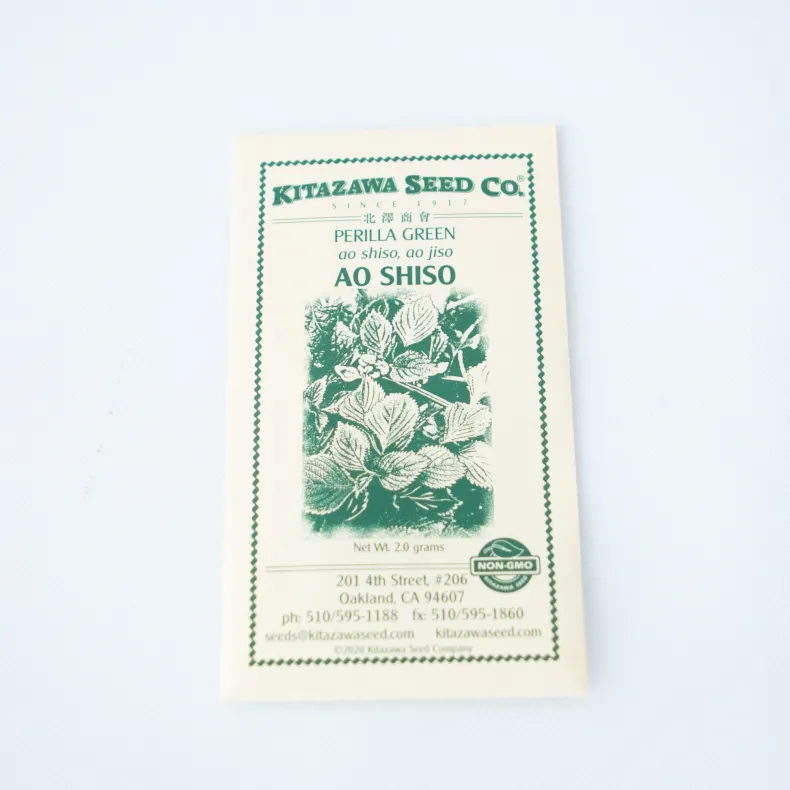 KITAZAWA SEED CO.®
SINCE 1917
北澤商會
PERILLA GREEN
ao shiso, ao jiso
AO SHISO
Net Wt. 2.0 grams
NON-GMO
KITAZAWA SEED
201 4th Street, #206
Oakland, CA 94607
ph: 510/595-1188 fx: 510/595-1860
seeds@kitazawaseed.com kitazawaseed.com
©2020 Kitazawa Seed Company